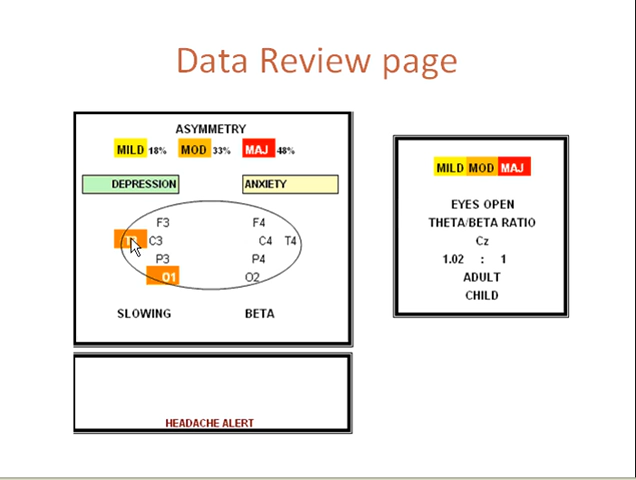 Data Review page
ASYMMETRY
MILD 18% MOD 33% MAJ 48%
DEPRESSION ANXIETY
F3 F4
C3 C4 T4
P3 P4
O1 O2
SLOWING BETA
HEADACHE ALERT
MILD MOD MAJ
EYES OPEN
THETA/BETA RATIO
Cz
1.02 : 1
ADULT
CHILD